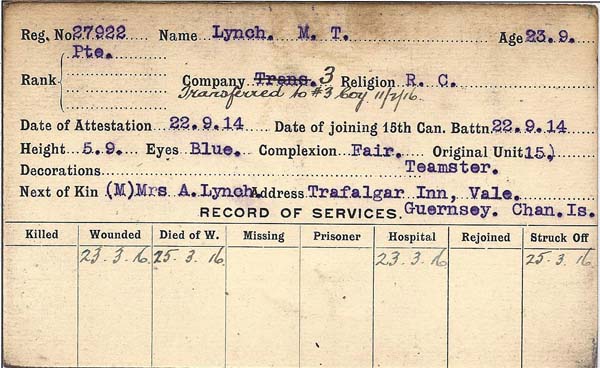 Reg. No. 27922 Name Lynch. M. T. Age 23.9.
Pte.
Rank Company Trans. 3 Religion R. C.
Transferred to #3 Coy 11/2/16.
Date of Attestation 22.9.14 Date of joining 15th Can. Battn 22.9.14
Height 5.9. Eyes Blue. Complexion Fair. Original Unit 15.)
Decorations Teamster.
Next of Kin (M) Mrs A. Lynch Address Trafalgar Inn, Vale.
RECORD OF SERVICES. Guernsey. Chan. Is.
Killed Wounded Died of W. Missing Prisoner Hospital Rejoined Struck Off
23.3.16. 25.3.16 23.3.16 25.3.16